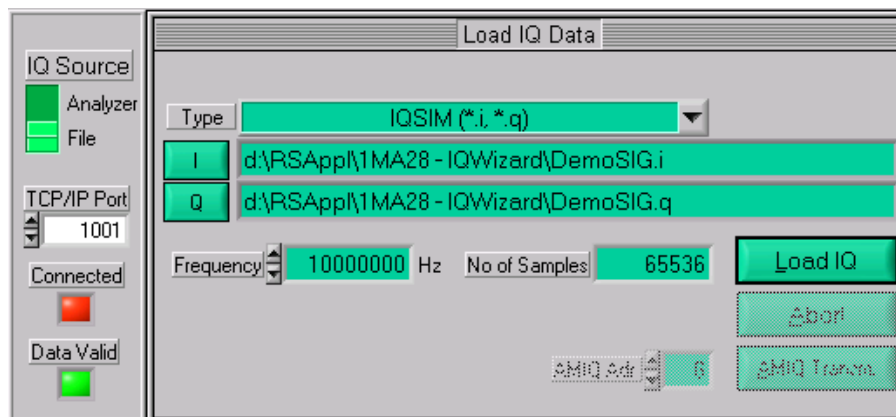 Load IQ Data
IQ Source
Analyzer
File
Type IQSIM (*.i, *.q)
I d:\RSAppl\1MA28 - IQWizard\DemoSIG.i
Q d:\RSAppl\1MA28 - IQWizard\DemoSIG.q
TCP/IP Port
1001
Frequency 10000000 Hz No of Samples 65536 Load IQ
Connected
Abort
Data Valid
AMIQ Adr 6 AMIQ Transm.